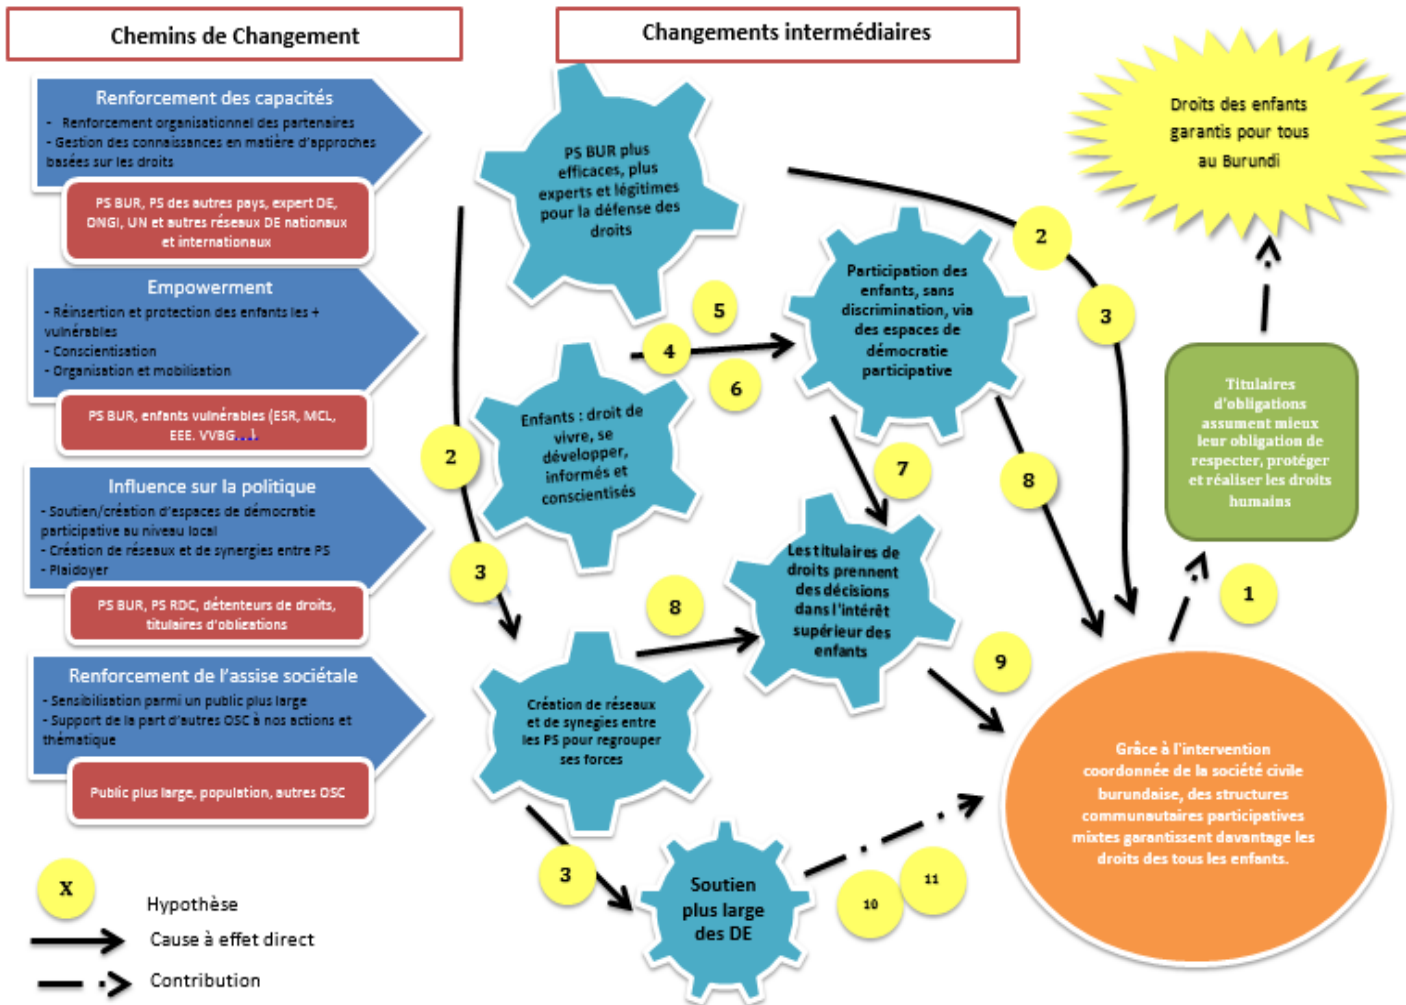 Chemins de Changement
Changements intermédiaires
Renforcement des capacités
- Renforcement organisationnel des partenaires
- Gestion des connaissances en matière d'approches
basées sur les droits
PS BUR, PS des autres pays, expert DE,
ONGI, UN et autres réseaux DE nationaux
et internationaux
Empowerment
- Réinsertion et protection des enfants les +
vulnérables
- Conscientisation
- Organisation et mobilisation
PS BUR, enfants vulnérables (ESR, MCL,
EEE. VVBG....).
Influence sur la politique
- Soutien/création d'espaces de démocratie
participative au niveau local
- Création de réseaux et de synergies entre PS
- Plaidoyer
PS BUR, PS RDC, détenteurs de droits,
titulaires d'obligations
Renforcement de l'assise sociétale
- Sensibilisation parmi un public plus large
- Support de la part d'autres OSC à nos actions et
thématique
Public plus large, population, autres OSC
X
Hypothèse
Cause à effet direct
Contribution
PS BUR plus
efficaces, plus
experts et légitimes
pour la défense des
droits
2
3
Enfants : droit de
vivre, se
développer,
informés et
conscientisés
4
5
6
Participation des
enfants, sans
discrimination, via
des espaces de
démocratie
participative
2
3
7
8
Création de réseaux
et de synegies entre
les PS pour regrouper
ses forces
8
Les titulaires de
droits prennent
des décisions
dans l'intérêt
supérieur des
enfants
9
3
Soutien
plus large
des DE
10
11
Grâce à l'intervention
coordonnée de la société civile
burundaise, des structures
communautaires participatives
mixtes garantissent davantage les
droits des tous les enfants.
1
Titulaires
d'obligations
assument mieux
leur obligation de
respecter, protéger
et réaliser les droits
humains
Droits des enfants
garantis pour tous
au Burundi